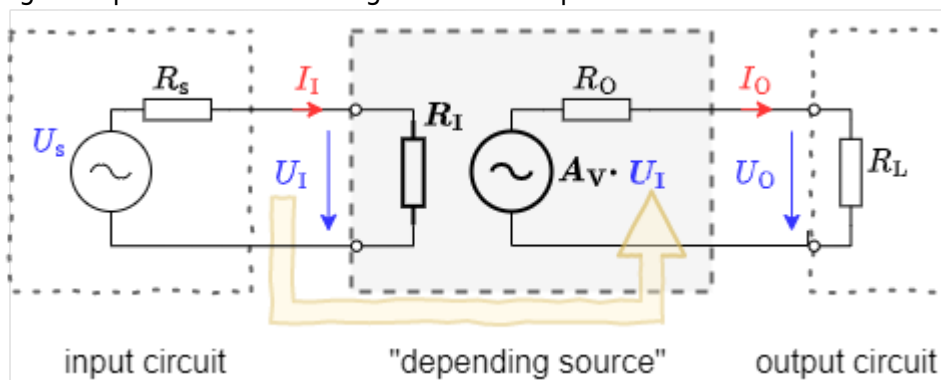 R_s
I_I
R_O
I_O
U_s
U_I
R_I
A_V· U_I
U_O
R_L
input circuit
"depending source"
output circuit